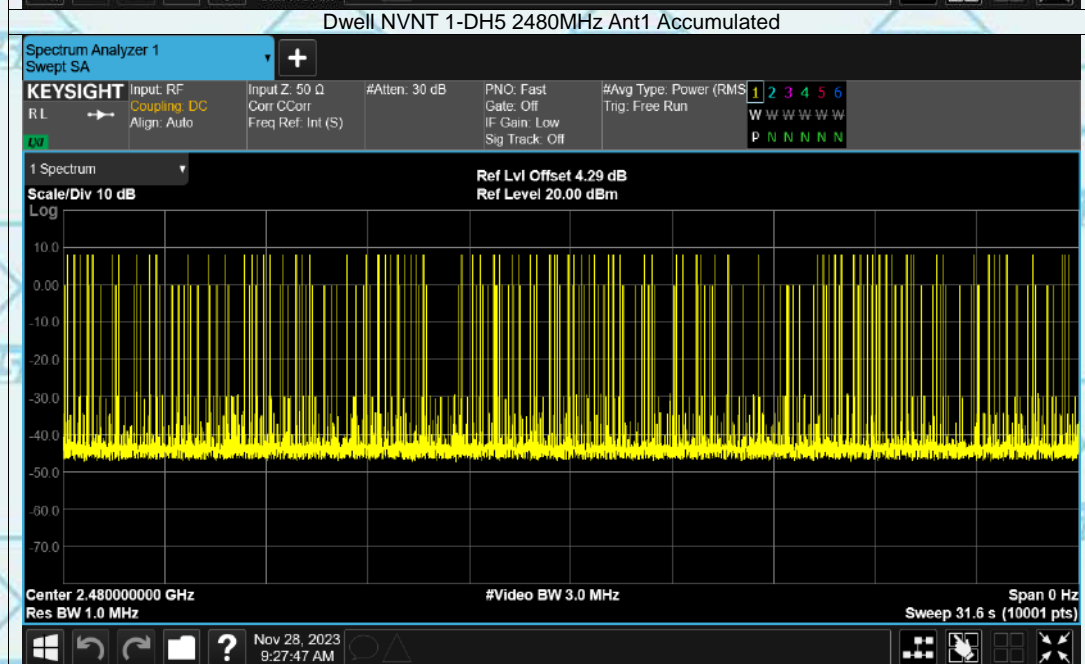 Dwell NVNT 1-DH5 2480MHz Ant1 Accumulated
Spectrum Analyzer 1
Swept SA
+
KEYSIGHT
RL
LXI
Input: RF
Coupling: DC
Align: Auto
Input Z: 50 Ω
Corr CCorr
Freq Ref: Int (S)
#Atten: 30 dB
PNO: Fast
Gate: Off
IF Gain: Low
Sig Track: Off
#Avg Type: Power (RMS
Trig: Free Run
1 2 3 4 5 6
W W W W W W
P N N N N N
1 Spectrum
Scale/Div 10 dB
Ref Lvl Offset 4.29 dB
Ref Level 20.00 dBm
Log
10.0
0.00
-10.0
-20.0
-30.0
-40.0
-50.0
-60.0
-70.0
Center 2.480000000 GHz
Res BW 1.0 MHz
#Video BW 3.0 MHz
Span 0 Hz
Sweep 31.6 s (10001 pts)
?
Nov 28, 2023
9:27:47 AM